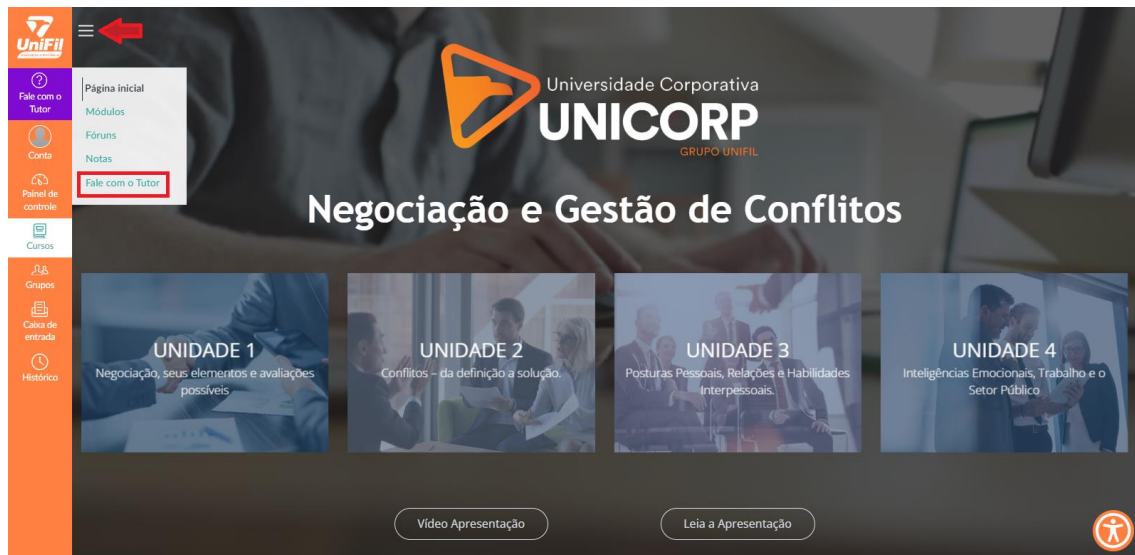 UniFil
Fale com o
Tutor
Conta
Painel de
controle
Cursos
Grupos
Caixa de
entrada
Histórico
Página inicial
Módulos
Fóruns
Notas
Fale com o Tutor
Universidade Corporativa
UNICORP
GRUPO UNIFIL
Negociação e Gestão de Conflitos
UNIDADE 1
Negociação, seus elementos e avaliações
possíveis
UNIDADE 2
Conflitos – da definição a solução.
UNIDADE 3
Posturas Pessoais, Relações e Habilidades
Interpessoais.
UNIDADE 4
Inteligências Emocionais, Trabalho e o
Setor Público
Vídeo Apresentação
Leia a Apresentação